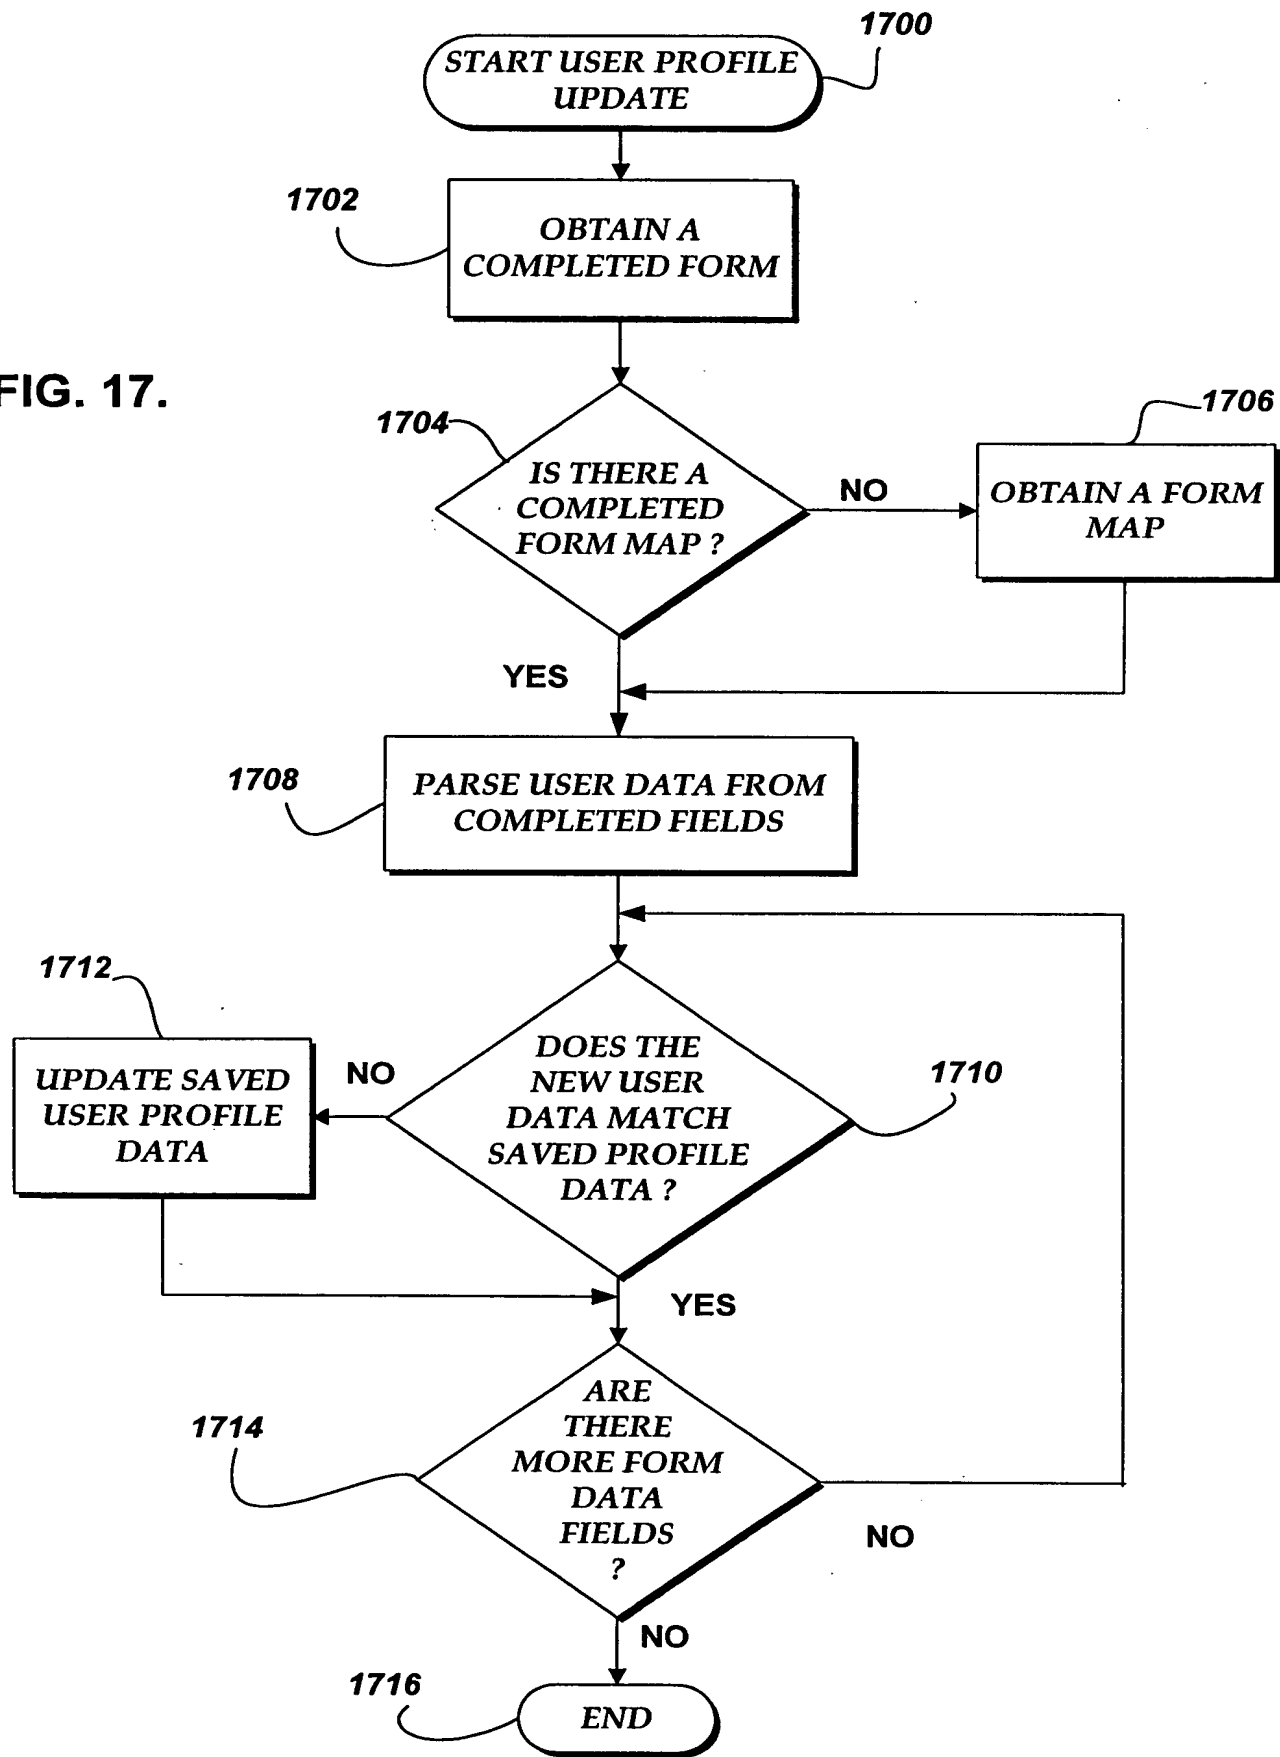 1700
START USER PROFILE
UPDATE
1702
OBTAIN A
COMPLETED FORM
FIG. 17.
1704
IS THERE A
COMPLETED
FORM MAP ?
NO
1706
OBTAIN A FORM
MAP
YES
1708
PARSE USER DATA FROM
COMPLETED FIELDS
1712
UPDATE SAVED
USER PROFILE
DATA
NO
DOES THE
NEW USER
DATA MATCH
SAVED PROFILE
DATA ?
1710
YES
1714
ARE
THERE
MORE FORM
DATA
FIELDS
?
NO
NO
1716
END